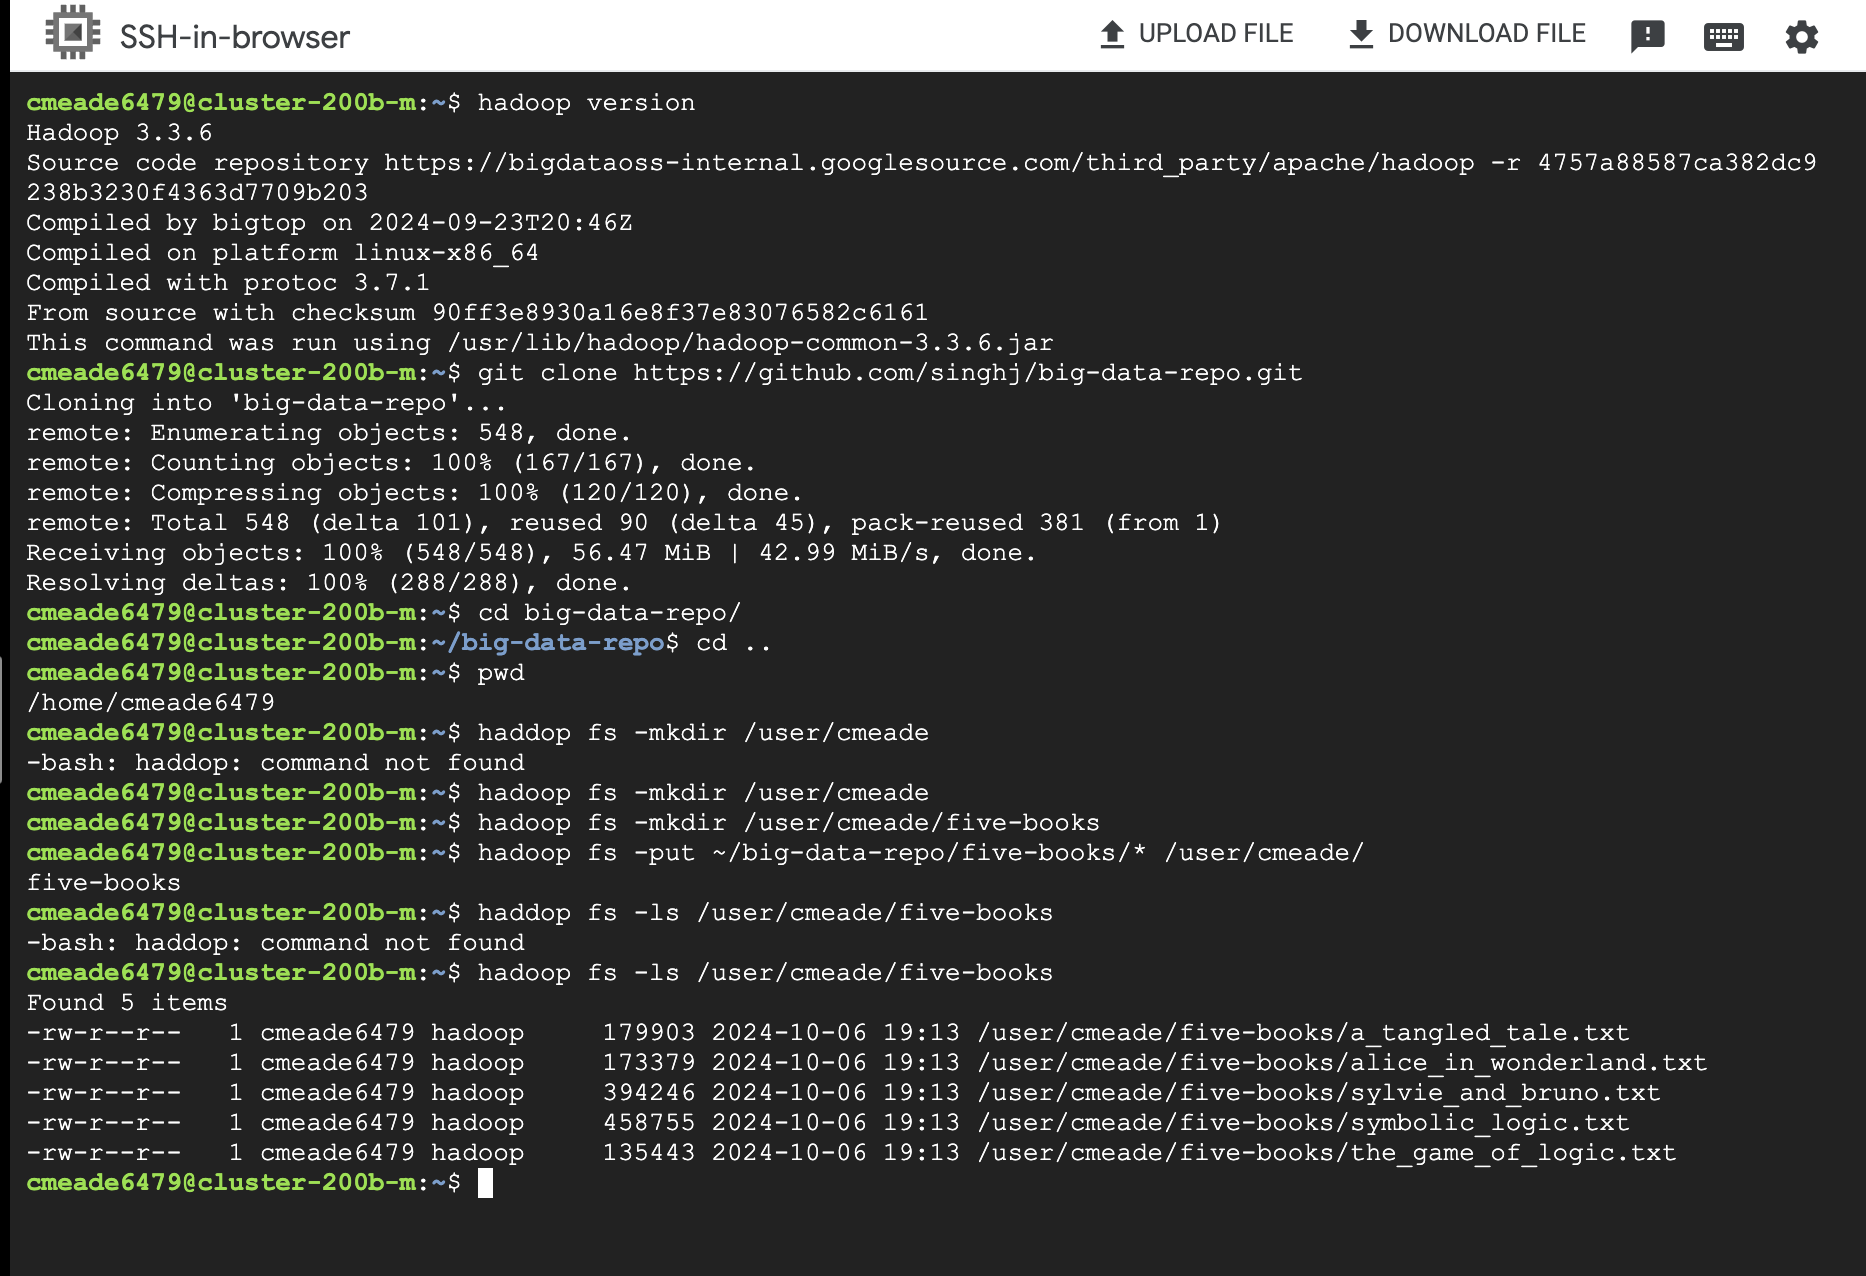 SSH-in-browser
UPLOAD FILE
DOWNLOAD FILE
cmeade6479@cluster-200b-m:~$ hadoop version
Hadoop 3.3.6
Source code repository https://bigdataoss-internal.googlesource.com/third_party/apache/hadoop -r 4757a88587ca382dc9
238b3230f4363d7709b203
Compiled by bigtop on 2024-09-23T20:46Z
Compiled on platform linux-x86_64
Compiled with protoc 3.7.1
From source with checksum 90ff3e8930a16e8f37e83076582c6161
This command was run using /usr/lib/hadoop/hadoop-common-3.3.6.jar
cmeade6479@cluster-200b-m:~$ git clone https://github.com/singhj/big-data-repo.git
Cloning into 'big-data-repo'...
remote: Enumerating objects: 548, done.
remote: Counting objects: 100% (167/167), done.
remote: Compressing objects: 100% (120/120), done.
remote: Total 548 (delta 101), reused 90 (delta 45), pack-reused 381 (from 1)
Receiving objects: 100% (548/548), 56.47 MiB | 42.99 MiB/s, done.
Resolving deltas: 100% (288/288), done.
cmeade6479@cluster-200b-m:~$ cd big-data-repo/
cmeade6479@cluster-200b-m:~/big-data-repo$ cd ..
cmeade6479@cluster-200b-m:~$ pwd
/home/cmeade6479
cmeade6479@cluster-200b-m:~$ haddop fs -mkdir /user/cmeade
-bash: haddop: command not found
cmeade6479@cluster-200b-m:~$ hadoop fs -mkdir /user/cmeade
cmeade6479@cluster-200b-m:~$ hadoop fs -mkdir /user/cmeade/five-books
cmeade6479@cluster-200b-m:~$ hadoop fs -put ~/big-data-repo/five-books/* /user/cmeade/
five-books
cmeade6479@cluster-200b-m:~$ haddop fs -ls /user/cmeade/five-books
-bash: haddop: command not found
cmeade6479@cluster-200b-m:~$ hadoop fs -ls /user/cmeade/five-books
Found 5 items
-rw-r--r--   1 cmeade6479 hadoop     179903 2024-10-06 19:13 /user/cmeade/five-books/a_tangled_tale.txt
-rw-r--r--   1 cmeade6479 hadoop     173379 2024-10-06 19:13 /user/cmeade/five-books/alice_in_wonderland.txt
-rw-r--r--   1 cmeade6479 hadoop     394246 2024-10-06 19:13 /user/cmeade/five-books/sylvie_and_bruno.txt
-rw-r--r--   1 cmeade6479 hadoop     458755 2024-10-06 19:13 /user/cmeade/five-books/symbolic_logic.txt
-rw-r--r--   1 cmeade6479 hadoop     135443 2024-10-06 19:13 /user/cmeade/five-books/the_game_of_logic.txt
cmeade6479@cluster-200b-m:~$